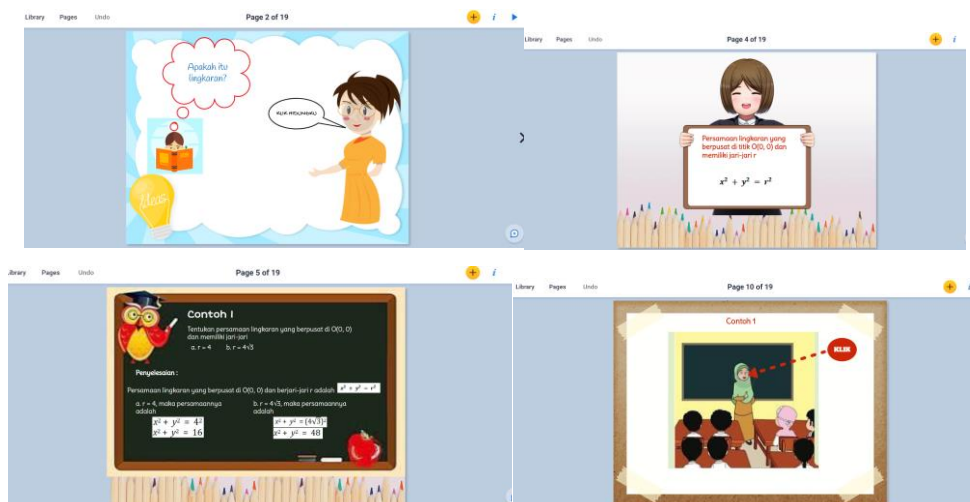 Library Pages Undo Page 2 of 19
Apakah itu
lingkaran?
KLIK MEGUNAKU
Ideas
Library Pages Undo Page 4 of 19
Persamaan lingkaran yang
berpusat di titik O(0, 0) dan
memiliki jari-jari r
x² + y² = r²
Library Pages Undo Page 5 of 19
Contoh 1
Tentukan persamaan lingkaran yang berpusat di O(0, 0)
dan memiliki jari-jari
a. r = 4 b. r = 4√3
Penyelesaian :
Persamaan lingkaran yang berpusat di O(0, 0) dan berjari-jari r adalah x² + y² = r²
a. r = 4, maka persamaannya
adalah
x² + y² = 4²
x² + y² = 16
b. r = 4√3, maka persamaannya
adalah
x² + y² = (4√3)²
x² + y² = 48
Library Pages Undo Page 10 of 19
Contoh 1
KLIK